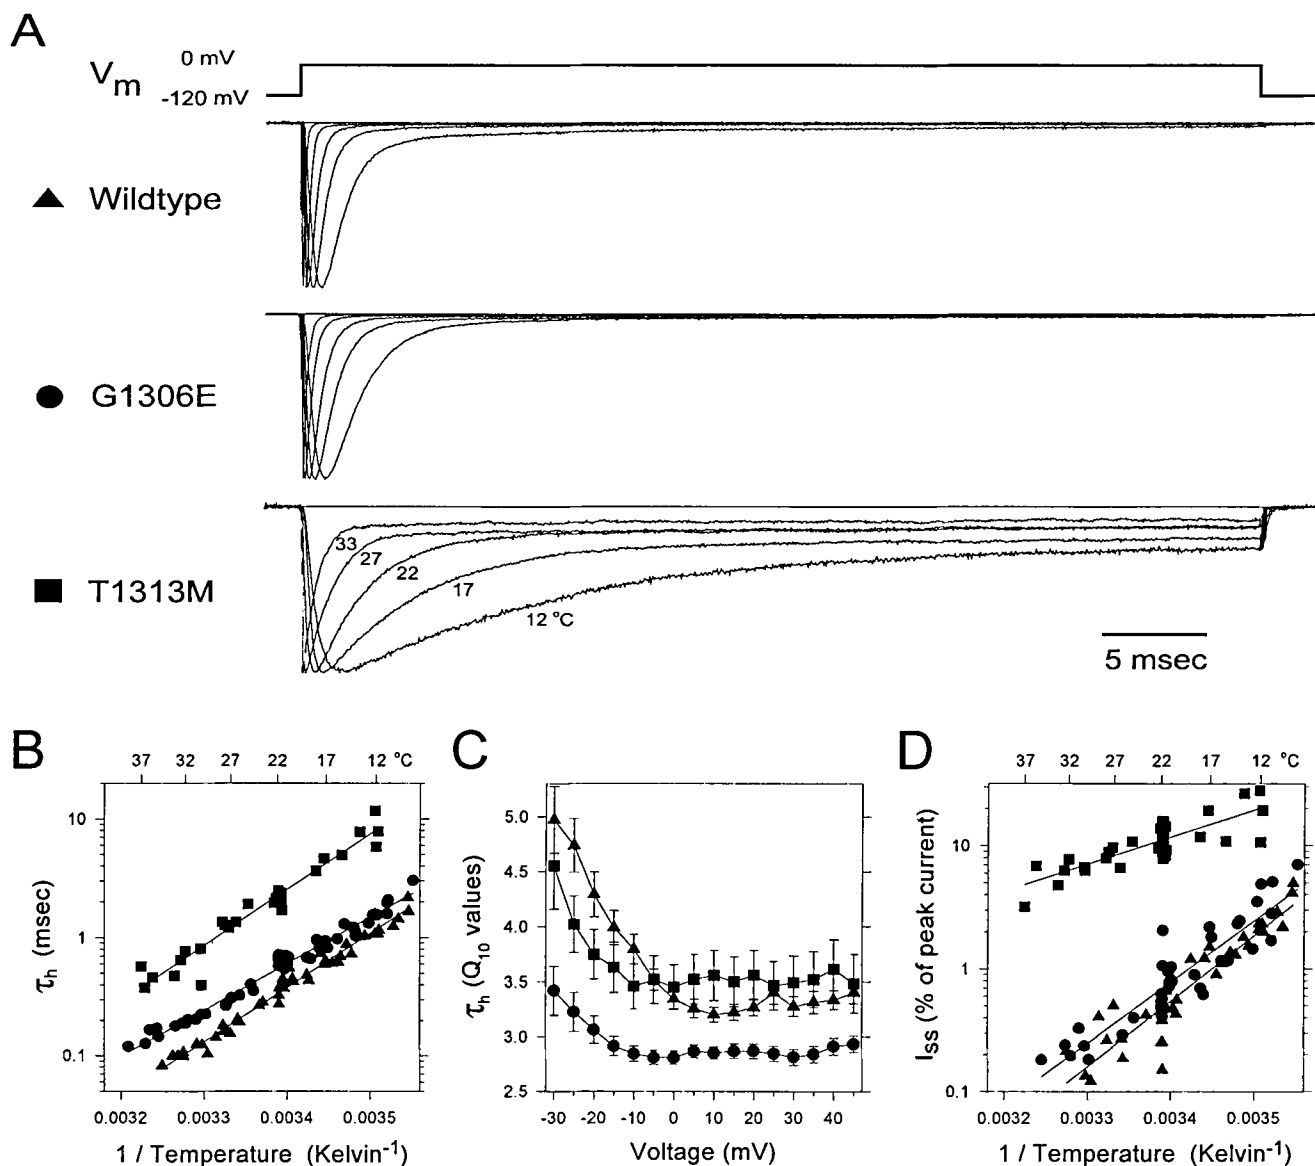 A
0 mV
Vm
-120 mV
Wildtype
G1306E
T1313M
33
27
22
17
12 °C
5 msec
B
37 32 27 22 17 12 °C
10
1
0.1
τh (msec)
0.0032 0.0033 0.0034 0.0035
1 / Temperature (Kelvin⁻¹)
C
5.0
4.5
4.0
3.5
3.0
2.5
τh (Q10 values)
-30 -20 -10 0 10 20 30 40
Voltage (mV)
D
37 32 27 22 17 12 °C
10
1
0.1
ISS (% of peak current)
0.0032 0.0033 0.0034 0.0035
1 / Temperature (Kelvin⁻¹)